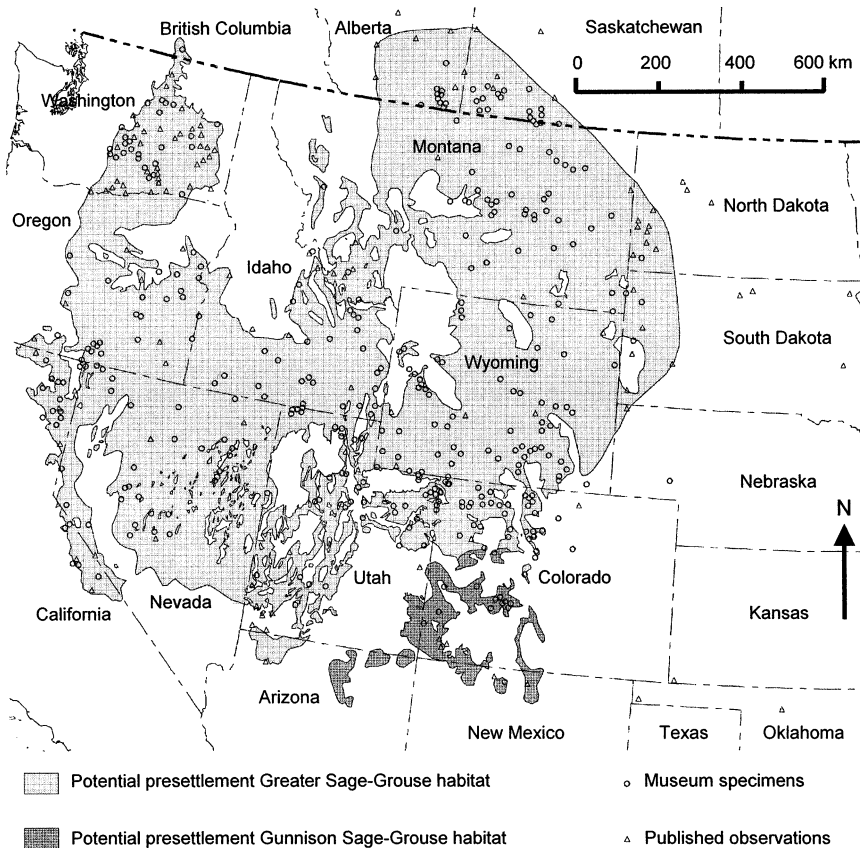 British Columbia
Alberta
Saskatchewan
0 200 400 600 km
Washington
Montana
Oregon
North Dakota
Idaho
South Dakota
Wyoming
Nebraska
N
Utah
Colorado
Nevada
California
Kansas
Arizona
New Mexico
Texas
Oklahoma
Potential presettlement Greater Sage-Grouse habitat
Museum specimens
Potential presettlement Gunnison Sage-Grouse habitat
Published observations